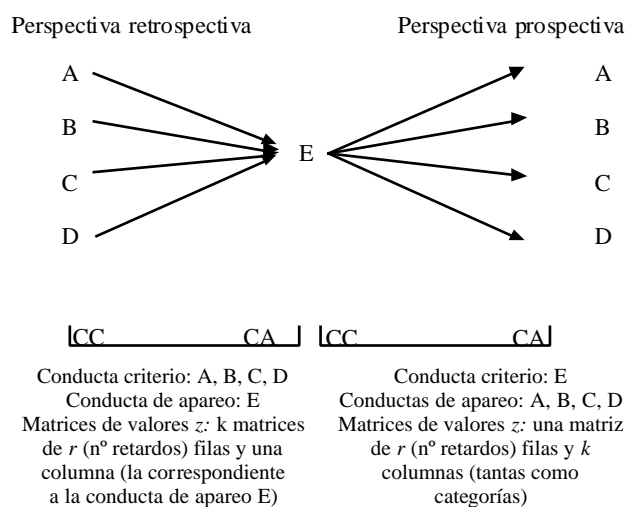 Perspectiva retrospectiva
Perspectiva prospectiva
A
B
C
D
E
A
B
C
D
CC CA
CC CA
Conducta criterio: A, B, C, D
Conducta de apareo: E
Matrices de valores z: k matrices
de r (nº retardos) filas y una
columna (la correspondiente
a la conducta de apareo E)
Conducta criterio: E
Conductas de apareo: A, B, C, D
Matrices de valores z: una matriz
de r (nº retardos) filas y k
columnas (tantas como
categorías)